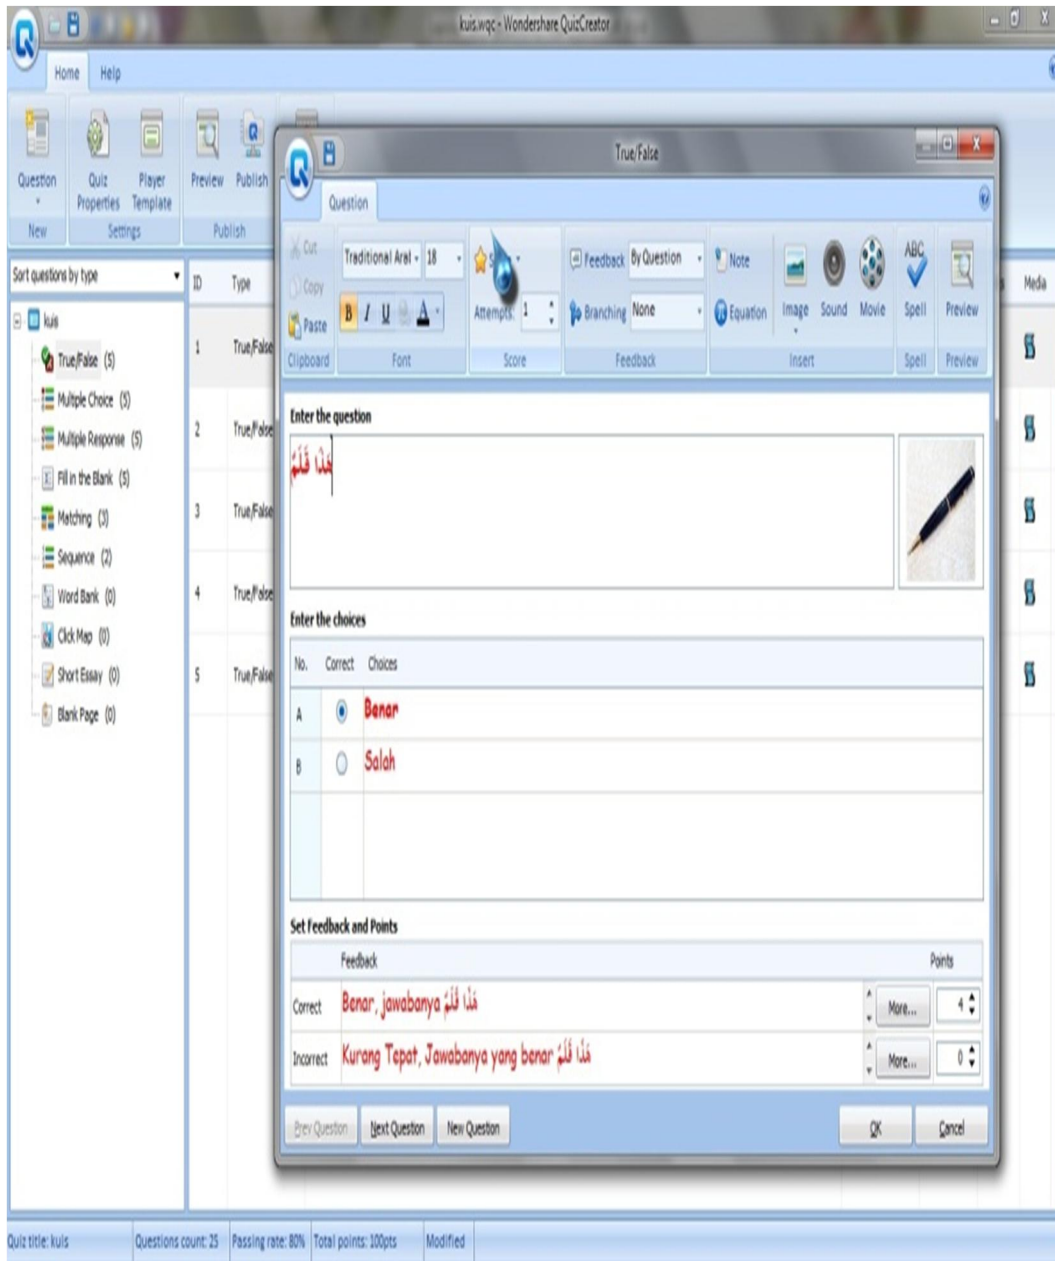 kuis.wqc - Wondershare QuizCreator
Home Help
Question
Quiz Properties
Player Template
Preview
Publish
New
Settings
Publish
True/False
Question
Cut
Copy
Paste
Clipboard
Traditional Aral 18
B I U A
Font
Attempts: 1
Score
Feedback By Question
Branching None
Feedback
Note
Equation
Image
Sound
Movie
Insert
ABC
Spell
Spell
Preview
Preview
Sort questions by type
ID Type
Media
kuis
True/False (5)
Multiple Choice (5)
Multiple Response (5)
Fill in the Blank (5)
Matching (3)
Sequence (2)
Word Bank (0)
Click Map (0)
Short Essay (0)
Blank Page (0)
1 True/False
2 True/False
3 True/False
4 True/False
5 True/False
Enter the question
هَذَا قَلَمٌ
Enter the choices
No. Correct Choices
A Benar
B Salah
Set Feedback and Points
Feedback Points
Correct Benar, jawabanya هَذَا قَلَمٌ More... 4
Incorrect Kurang Tepat, Jawabanya yang benar هَذَا قَلَمٌ More... 0
Prev Question Next Question New Question OK Cancel
Quiz title: kuis Questions count: 25 Passing rate: 80% Total points: 100pts Modified